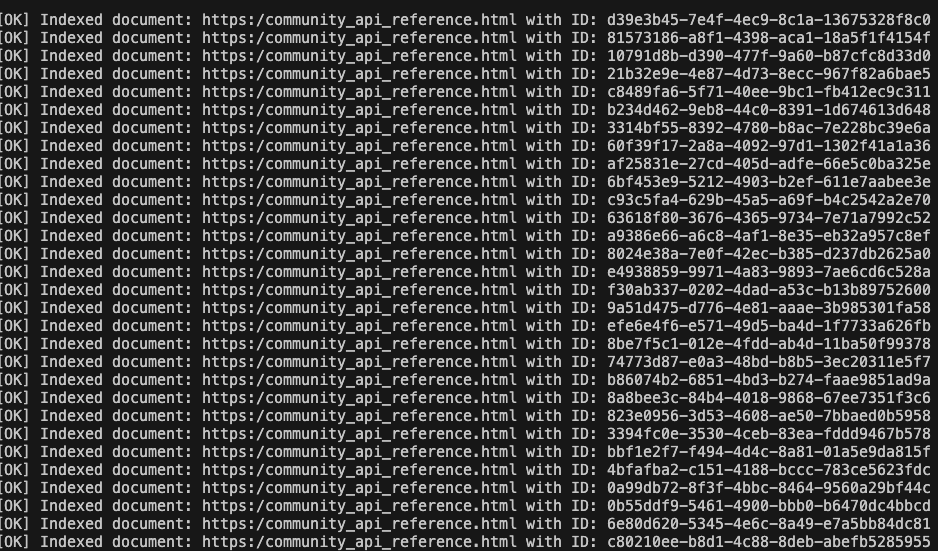 [OK] Indexed document: https:/community_api_reference.html with ID: d39e3b45-7e4f-4ec9-8c1a-13675328f8c0
[OK] Indexed document: https:/community_api_reference.html with ID: 81573186-a8f1-4398-aca1-18a5f1f4154f
[OK] Indexed document: https:/community_api_reference.html with ID: 10791d8b-d390-477f-9a60-b87cfc8d33d0
[OK] Indexed document: https:/community_api_reference.html with ID: 21b32e9e-4e87-4d73-8ecc-967f82a6bae5
[OK] Indexed document: https:/community_api_reference.html with ID: c8489fa6-5f71-40ee-9bc1-fb412ec9c311
[OK] Indexed document: https:/community_api_reference.html with ID: b234d462-9eb8-44c0-8391-1d674613d648
[OK] Indexed document: https:/community_api_reference.html with ID: 3314bf55-8392-4780-b8ac-7e228bc39e6a
[OK] Indexed document: https:/community_api_reference.html with ID: 60f39f17-2a8a-4092-97d1-1302f41a1a36
[OK] Indexed document: https:/community_api_reference.html with ID: af25831e-27cd-405d-adfe-66e5c0ba325e
[OK] Indexed document: https:/community_api_reference.html with ID: 6bf453e9-5212-4903-b2ef-611e7aabee3e
[OK] Indexed document: https:/community_api_reference.html with ID: c93c5fa4-629b-45a5-a69f-b4c2542a2e70
[OK] Indexed document: https:/community_api_reference.html with ID: 63618f80-3676-4365-9734-7e71a7992c52
[OK] Indexed document: https:/community_api_reference.html with ID: a9386e66-a6c8-4af1-8e35-eb32a957c8ef
[OK] Indexed document: https:/community_api_reference.html with ID: 8024e38a-7e0f-42ec-b385-d237db2625a0
[OK] Indexed document: https:/community_api_reference.html with ID: e4938859-9971-4a83-9893-7ae6cd6c528a
[OK] Indexed document: https:/community_api_reference.html with ID: f30ab337-0202-4dad-a53c-b13b89752600
[OK] Indexed document: https:/community_api_reference.html with ID: 9a51d475-d776-4e81-aaae-3b985301fa58
[OK] Indexed document: https:/community_api_reference.html with ID: efe6e4f6-e571-49d5-ba4d-1f7733a626fb
[OK] Indexed document: https:/community_api_reference.html with ID: 8be7f5c1-012e-4fdd-ab4d-11ba50f99378
[OK] Indexed document: https:/community_api_reference.html with ID: 74773d87-e0a3-48bd-b8b5-3ec20311e5f7
[OK] Indexed document: https:/community_api_reference.html with ID: b86074b2-6851-4bd3-b274-faae9851ad9a
[OK] Indexed document: https:/community_api_reference.html with ID: 8a8bee3c-84b4-4018-9868-67ee7351f3c6
[OK] Indexed document: https:/community_api_reference.html with ID: 823e0956-3d53-4608-ae50-7bbaed0b5958
[OK] Indexed document: https:/community_api_reference.html with ID: 3394fc0e-3530-4ceb-83ea-fddd9467b578
[OK] Indexed document: https:/community_api_reference.html with ID: bbf1e2f7-f494-4d4c-8a81-01a5e9da815f
[OK] Indexed document: https:/community_api_reference.html with ID: 4bfafba2-c151-4188-bccc-783ce5623fdc
[OK] Indexed document: https:/community_api_reference.html with ID: 0a99db72-8f3f-4bbc-8464-9560a29bf44c
[OK] Indexed document: https:/community_api_reference.html with ID: 0b55ddf9-5461-4900-bbb0-b6470dc4bbcd
[OK] Indexed document: https:/community_api_reference.html with ID: 6e80d620-5345-4e6c-8a49-e7a5bb84dc81
[OK] Indexed document: https:/community_api_reference.html with ID: c80210ee-b8d1-4c88-8deb-abefb5285955